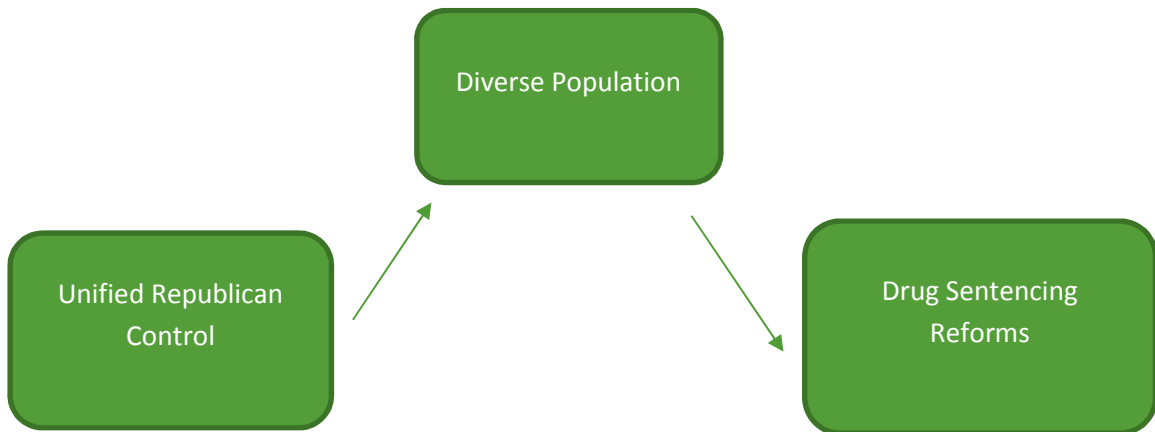 Diverse Population
Unified Republican
Control
Drug Sentencing
Reforms